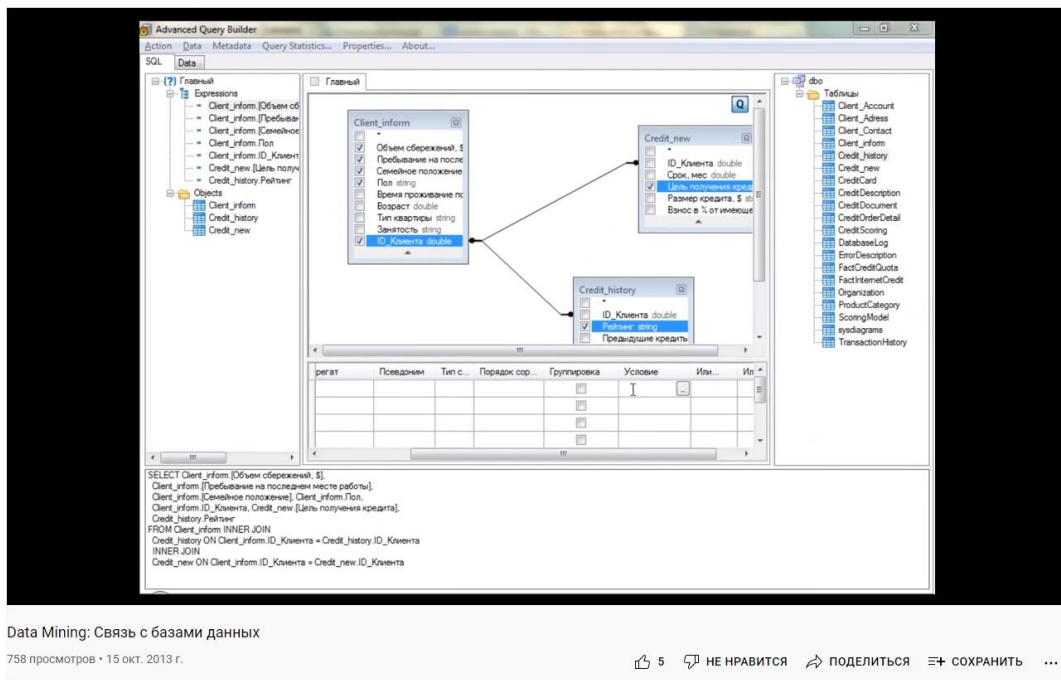 Advanced Query Builder
Action Data Metadata Query Statistics... Properties... About...
SQL Data
Главный
Expressions
Client_inform.[Объем сб
Client_inform.[Пребыван
Client_inform.[Семейное
Client_inform.Пол
Client_inform.ID_Клиент
Credit_new.[Цель получ
Credit_history.Рейтинг
Objects
Client_inform
Credit_history
Credit_new
Главный
Q
Client_inform
*
Объем сбережений, $
Пребывание на после
Семейное положение
Пол string
Время проживание по
Возраст double
Тип квартиры string
Занятость string
ID_Клиента double
Credit_new
*
ID_Клиента double
Срок, мес double
Цель получения кред
Размер кредита, $ st
Взнос в % от имеюще
Credit_history
*
ID_Клиента double
Рейтинг string
Предыдущие кредить
регат Псевдоним Тип с... Порядок сор... Группировка Условие Или... Ил
...
dbo
Таблицы
Client_Account
Client_Adress
Client_Contact
Client_inform
Credit_history
Credit_new
CreditCard
CreditDescription
CreditDocument
CreditOrderDetail
CreditScoring
DatabaseLog
ErrorDescription
FactCreditQuota
FactInternetCredit
Organization
ProductCategory
ScoringModel
sysdiagrams
TransactionHistory
SELECT Client_inform.[Объем сбережений, $],
Client_inform.[Пребывание на последнем месте работы],
Client_inform.[Семейное положение], Client_inform.Пол,
Client_inform.ID_Клиента, Credit_new.[Цель получения кредита],
Credit_history.Рейтинг
FROM Client_inform INNER JOIN
Credit_history ON Client_inform.ID_Клиента = Credit_history.ID_Клиента
INNER JOIN
Credit_new ON Client_inform.ID_Клиента = Credit_new.ID_Клиента
Data Mining: Связь с базами данных
758 просмотров • 15 окт. 2013 г.
5 НЕ НРАВИТСЯ ПОДЕЛИТЬСЯ СОХРАНИТЬ ...